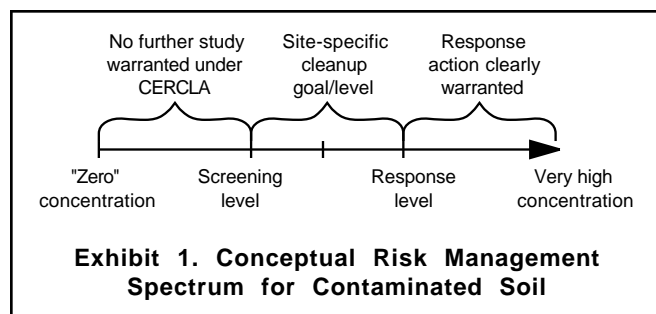 No further study
warranted under
CERCLA
Site-specific
cleanup
goal/level
Response
action clearly
warranted
"Zero"
concentration
Screening
level
Response
level
Very high
concentration
Exhibit 1. Conceptual Risk Management
Spectrum for Contaminated Soil